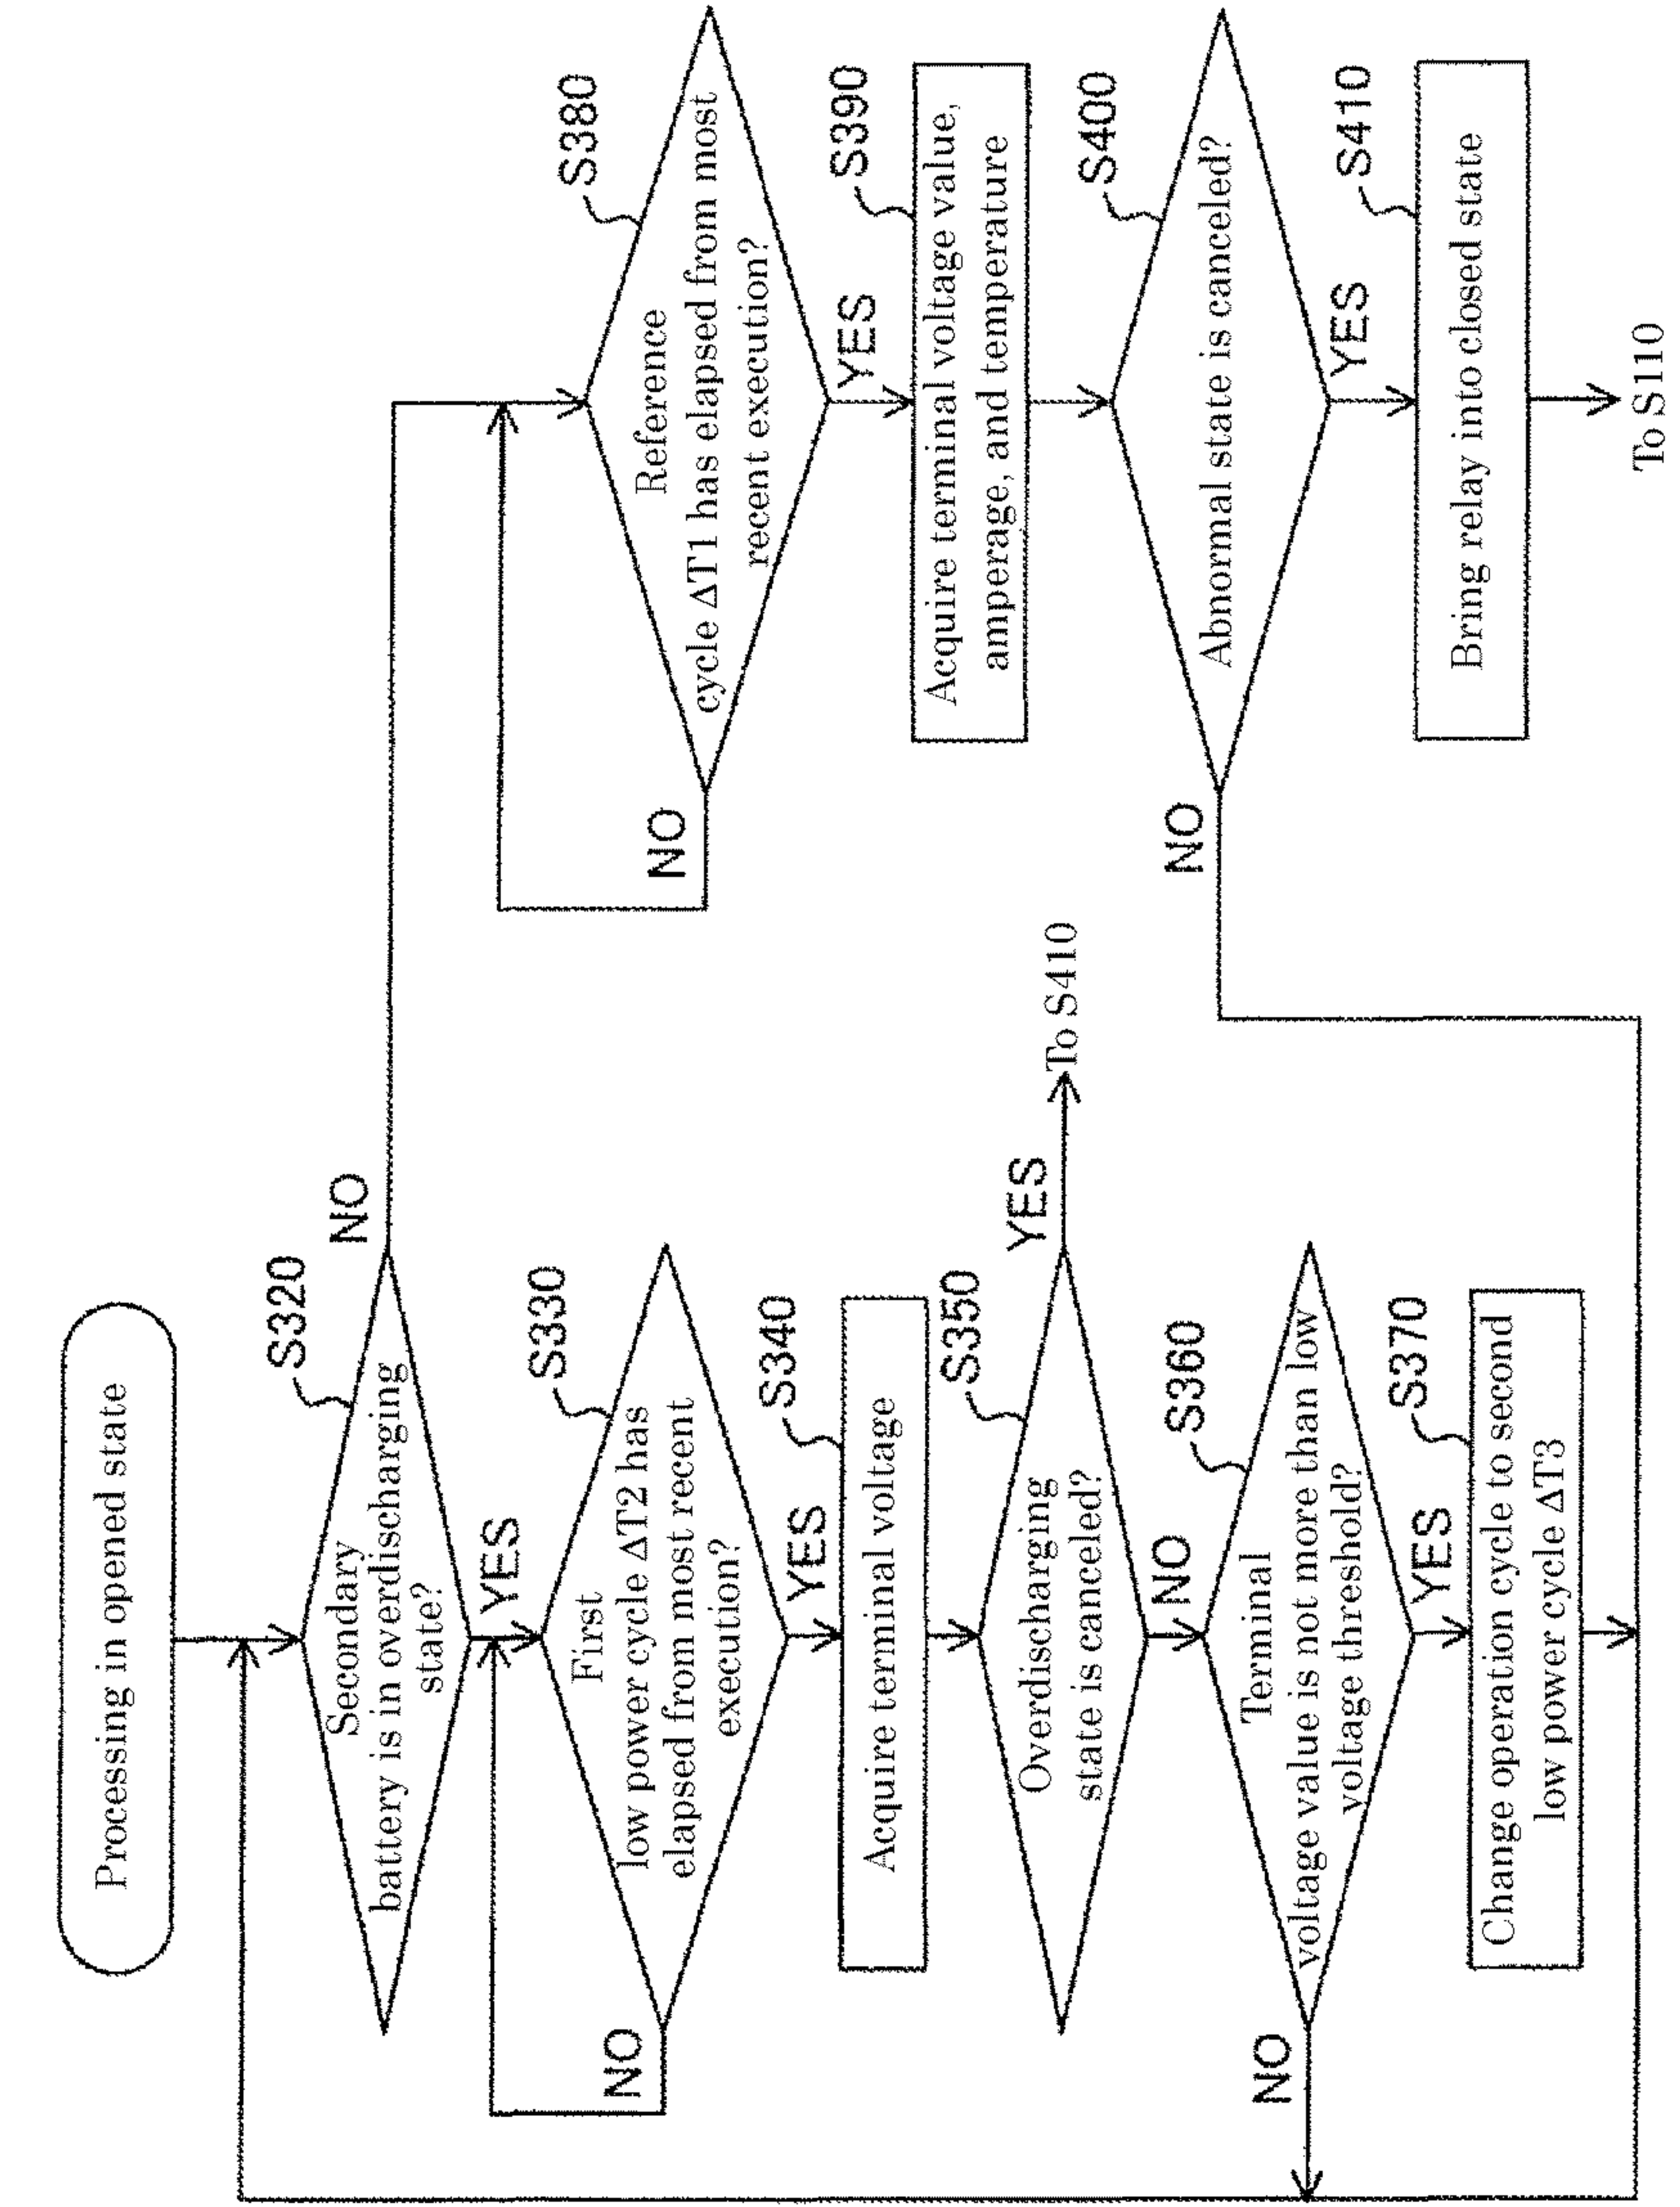 Processing in opened state
S320
Secondary
battery is in overdischarging
state?
NO
YES
S330
First
low power cycle ΔT2 has
elapsed from most recent
execution?
NO
YES
S340
Acquire terminal voltage
S350
Overdischarging
state is canceled?
YES
To S410
NO
S360
Terminal
voltage value is not more than low
voltage threshold?
NO
YES
S370
Change operation cycle to second
low power cycle ΔT3
S380
Reference
cycle ΔT1 has elapsed from most
recent execution?
NO
YES
S390
Acquire terminal voltage value,
amperage, and temperature
S400
Abnormal state is canceled?
NO
YES
S410
Bring relay into closed state
To S110